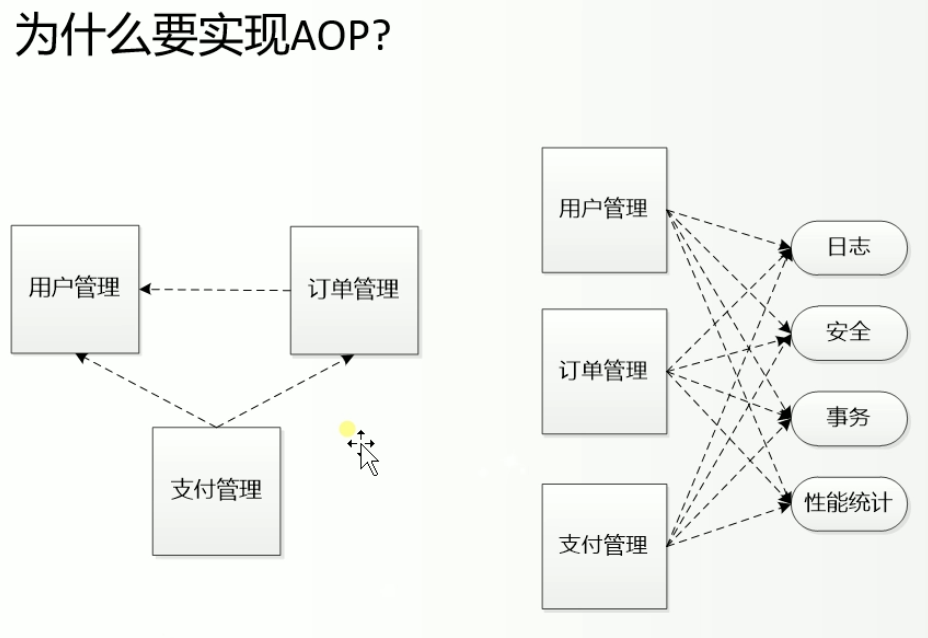 为什么要实现AOP?
用户管理
订单管理
支付管理
用户管理
订单管理
支付管理
日志
安全
事务
性能统计